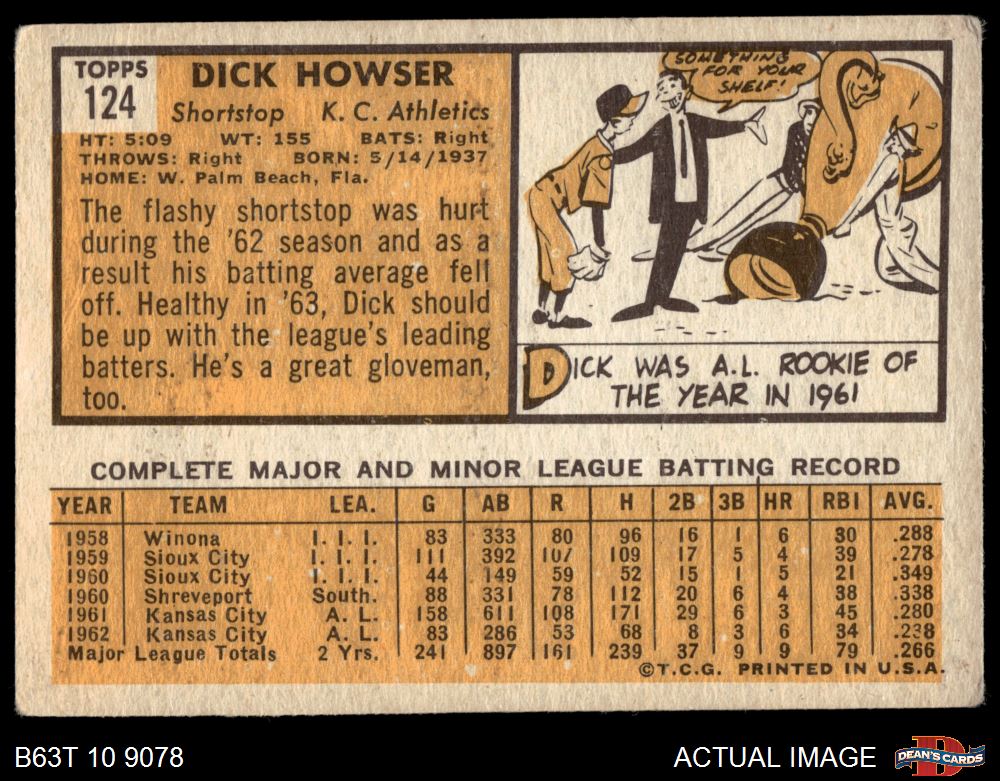 TOPPS
124
DICK HOWSER
Shortstop K. C. Athletics
HT: 5:09 WT: 155 BATS: Right
THROWS: Right BORN: 5/14/1937
HOME: W. Palm Beach, Fla.
The flashy shortstop was hurt
during the '62 season and as a
result his batting average fell
off. Healthy in '63, Dick should
be up with the league's leading
batters. He's a great gloveman,
too.
SOMETHING
FOR YOUR
SHELF!
DICK WAS A.L. ROOKIE OF
THE YEAR IN 1961
COMPLETE MAJOR AND MINOR LEAGUE BATTING RECORD
YEAR TEAM LEA. G AB R H 2B 3B HR RBI AVG.
1958 Winona I. I. I. 83 333 80 96 16 1 6 30 .288
1959 Sioux City I. I. I. 111 392 107 109 17 5 4 39 .278
1960 Sioux City I. I. I. 44 149 59 52 15 1 5 21 .349
1960 Shreveport South. 88 331 78 112 20 6 4 38 .338
1961 Kansas City A. L. 158 611 108 171 29 6 3 45 .280
1962 Kansas City A. L. 83 286 53 68 8 3 6 34 .238
Major League Totals 2 Yrs. 241 897 161 239 37 9 9 79 .266
©T.C.G. PRINTED IN U.S.A.
B63T 10 9078
ACTUAL IMAGE
DEAN'S CARDS